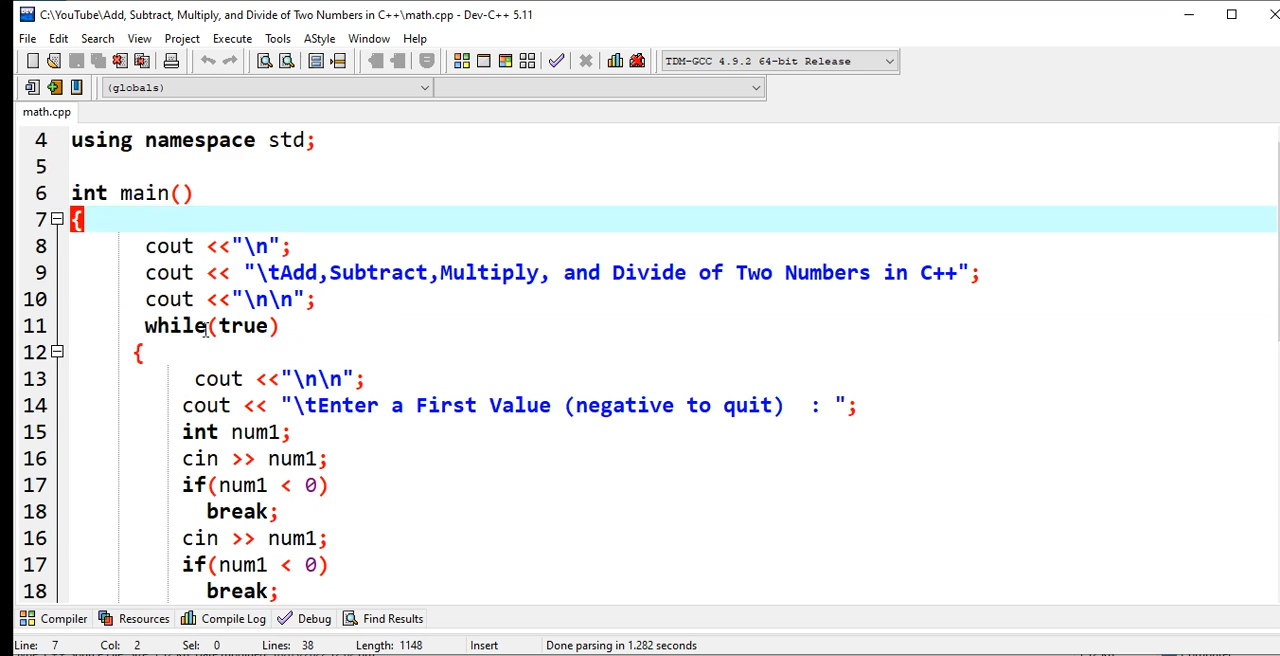 C:\YouTube\Add, Subtract, Multiply, and Divide of Two Numbers in C++\math.cpp - Dev-C++ 5.11
File Edit Search View Project Execute Tools AStyle Window Help
TDM-GCC 4.9.2 64-bit Release
(globals)
math.cpp
4 using namespace std;
5
6 int main()
7 {
8 cout <<"\n";
9 cout << "\tAdd,Subtract,Multiply, and Divide of Two Numbers in C++";
10 cout <<"\n\n";
11 while(true)
12 {
13 cout <<"\n\n";
14 cout << "\tEnter a First Value (negative to quit)  : ";
15 int num1;
16 cin >> num1;
17 if(num1 < 0)
18 break;
16 cin >> num1;
17 if(num1 < 0)
18 break;
Compiler Resources Compile Log Debug Find Results
Line: 7 Col: 2 Sel: 0 Lines: 38 Length: 1148 Insert Done parsing in 1.282 seconds